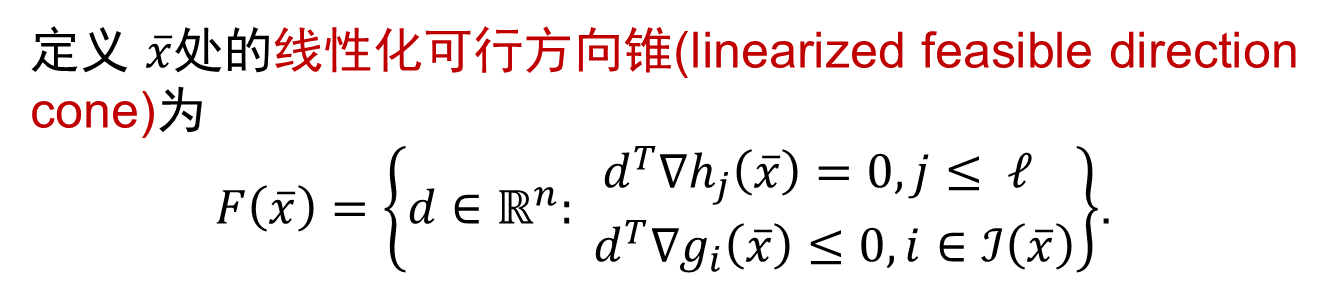 定义 x̄处的线性化可行方向锥(linearized feasible direction
cone)为
F(x̄) = {d ∈ ℝⁿ: dᵀ∇hⱼ(x̄) = 0, j ≤ ℓ
dᵀ∇gᵢ(x̄) ≤ 0, i ∈ ℐ(x̄)}.